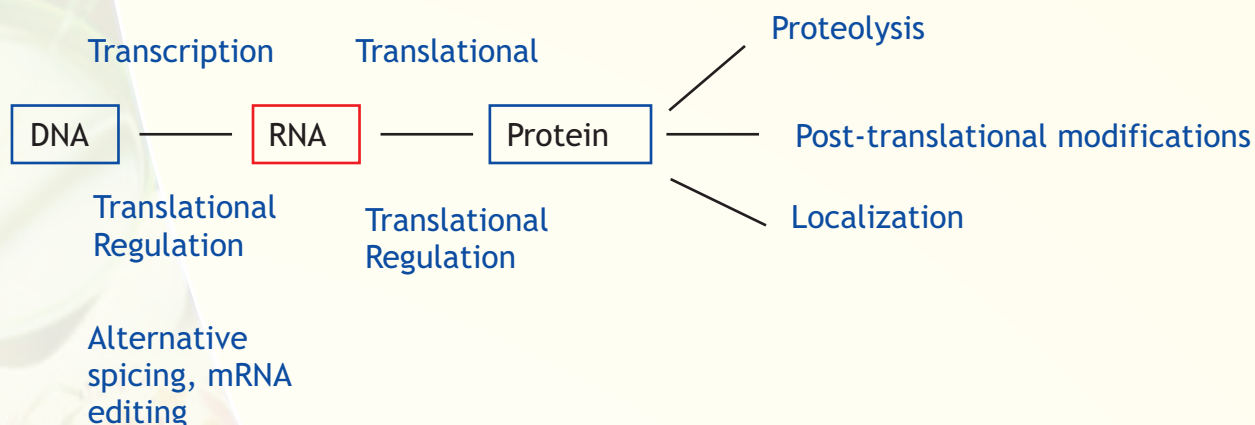 Proteolysis
Transcription
Translational
DNA
RNA
Protein
Post-translational modifications
Translational
Regulation
Translational
Regulation
Localization
Alternative
spicing, mRNA
editing